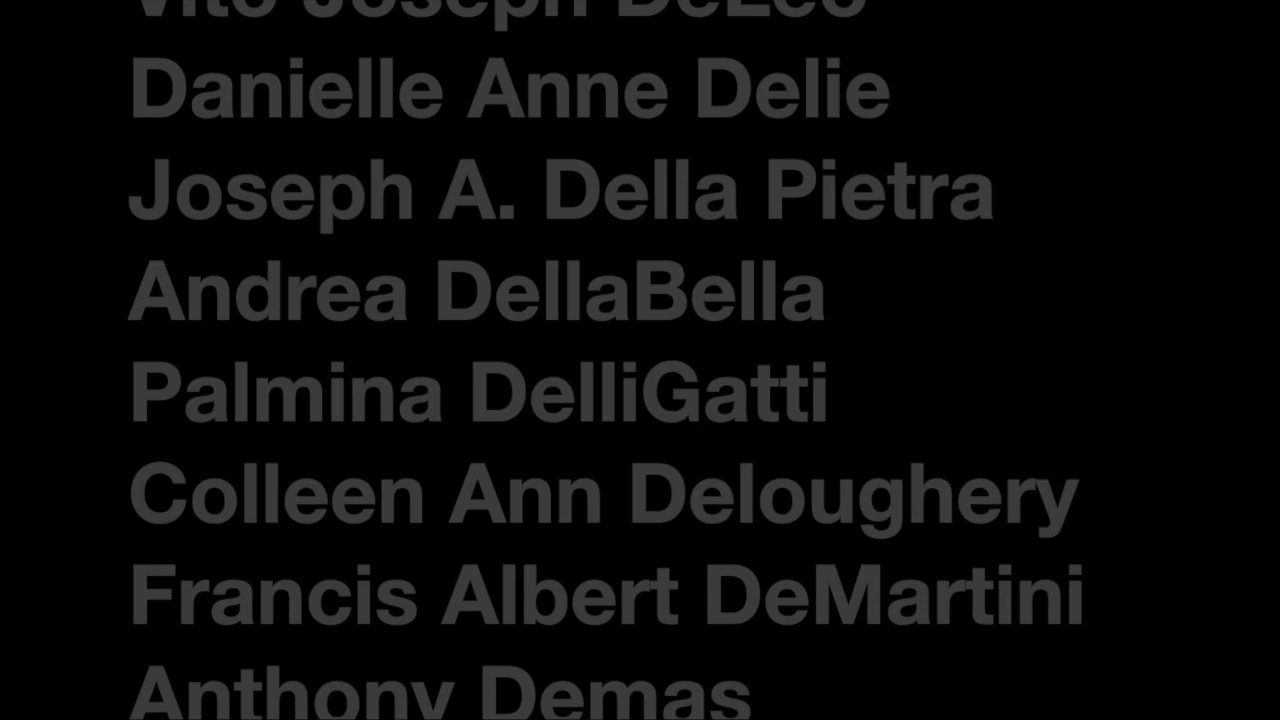 Vito Joseph DeLeo
Danielle Anne Delie
Joseph A. Della Pietra
Andrea DellaBella
Palmina DelliGatti
Colleen Ann Deloughery
Francis Albert DeMartini
Anthony Demas